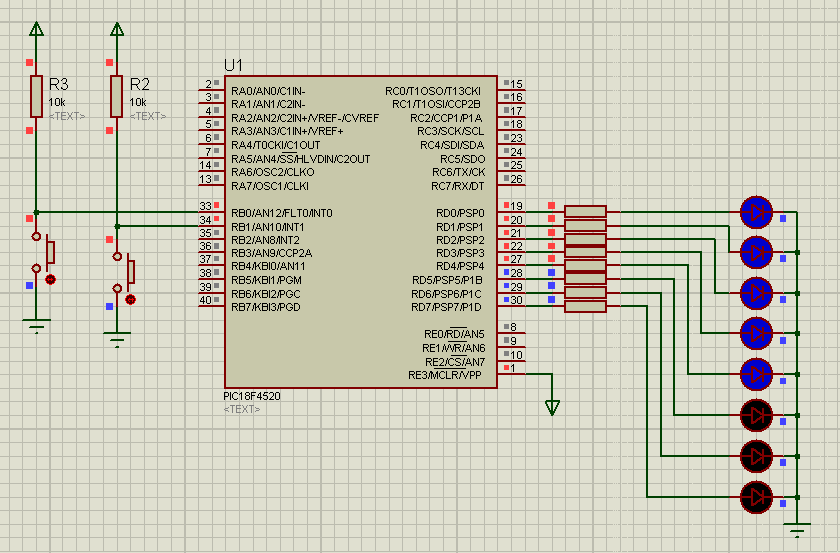 R3
10k
<TEXT>
R2
10k
<TEXT>
U1
2 RA0/AN0/C1IN- RC0/T1OSO/T13CKI 15
3 RA1/AN1/C2IN- RC1/T1OSI/CCP2B 16
4 RA2/AN2/C2IN+/VREF-/CVREF RC2/CCP1/P1A 17
5 RA3/AN3/C1IN+/VREF+ RC3/SCK/SCL 18
6 RA4/T0CKI/C1OUT RC4/SDI/SDA 23
7 RA5/AN4/SS/HLVDIN/C2OUT RC5/SDO 24
14 RA6/OSC2/CLKO RC6/TX/CK 25
13 RA7/OSC1/CLKI RC7/RX/DT 26
33 RB0/AN12/FLT0/INT0 RD0/PSP0 19
34 RB1/AN10/INT1 RD1/PSP1 20
35 RB2/AN8/INT2 RD2/PSP2 21
36 RB3/AN9/CCP2A RD3/PSP3 22
37 RB4/KBI0/AN11 RD4/PSP4 27
38 RB5/KBI1/PGM RD5/PSP5/P1B 28
39 RB6/KBI2/PGC RD6/PSP6/P1C 29
40 RB7/KBI3/PGD RD7/PSP7/P1D 30
RE0/RD/AN5 8
RE1/WR/AN6 9
RE2/CS/AN7 10
RE3/MCLR/VPP 1
PIC18F4520
<TEXT>